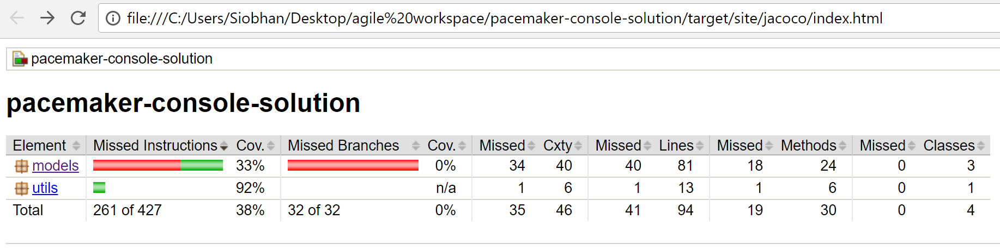 file:///C:/Users/Siobhan/Desktop/agile%20workspace/pacemaker-console-solution/target/site/jacoco/index.html
pacemaker-console-solution
pacemaker-console-solution
Element Missed Instructions Cov. Missed Branches Cov. Missed Cxty Missed Lines Missed Methods Missed Classes
models 33% 0% 34 40 40 81 18 24 0 3
utils 92% n/a 1 6 1 13 1 6 0 1
Total 261 of 427 38% 32 of 32 0% 35 46 41 94 19 30 0 4